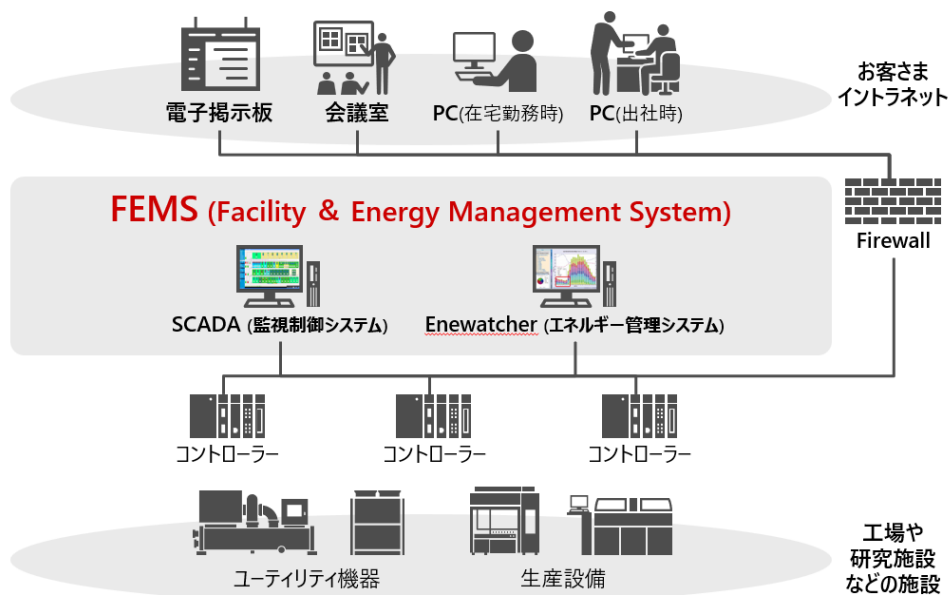 電子掲示板
会議室
PC(在宅勤務時)
PC(出社時)
お客さま
イントラネット
FEMS (Facility & Energy Management System)
Firewall
SCADA (監視制御システム)
Enewatcher (エネルギー管理システム)
コントローラー
コントローラー
コントローラー
ユーティリティ機器
生産設備
工場や
研究施設
などの施設